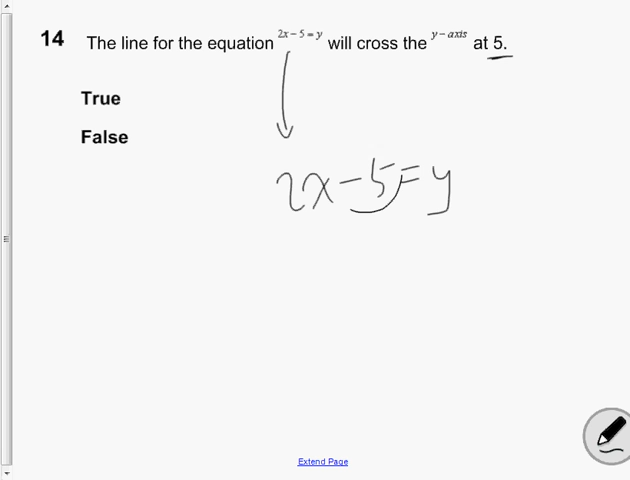 14 The line for the equation 2x − 5 = y will cross the y − axis at 5.
True
False
2x − 5 = y
Extend Page